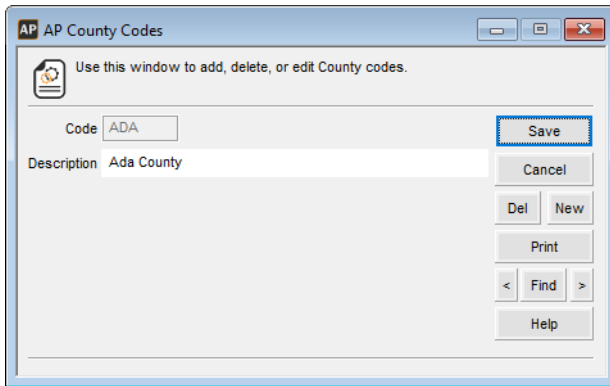 AP AP County Codes
Use this window to add, delete, or edit County codes.
Code ADA
Description Ada County
Save
Cancel
Del New
Print
< Find >
Help